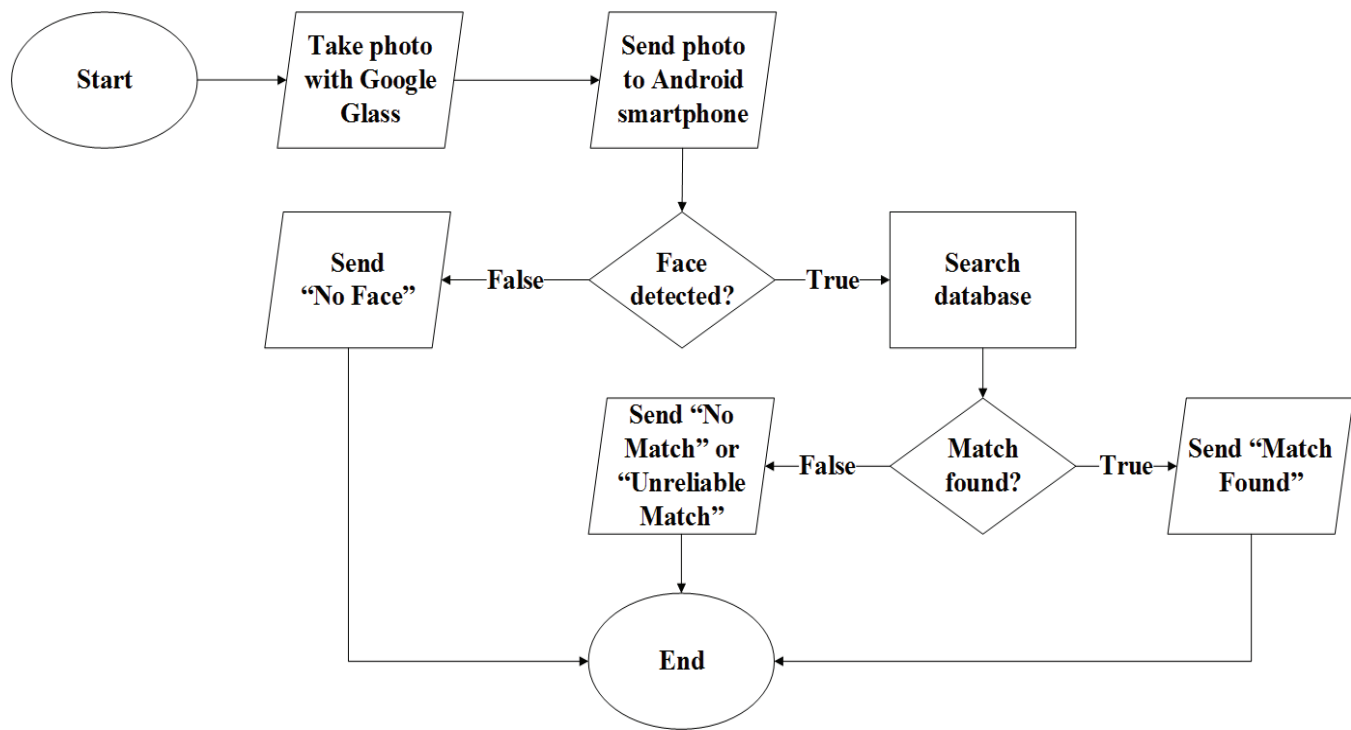 Start
Take photo
with Google
Glass
Send photo
to Android
smartphone
Send
“No Face”
False
Face
detected?
True
Search
database
Send “No
Match” or
“Unreliable
Match”
False
Match
found?
True
Send “Match
Found”
End